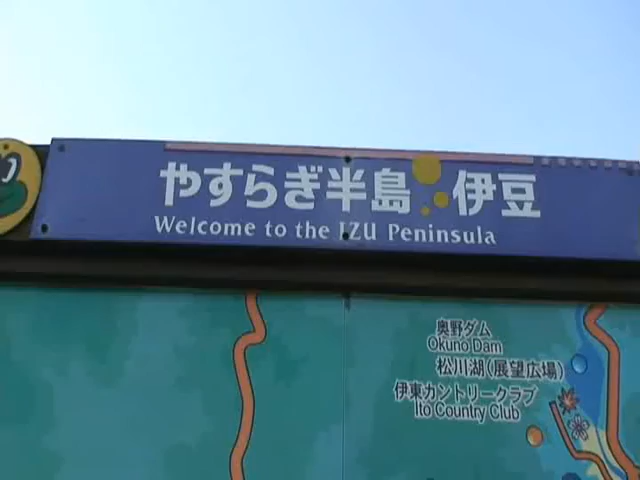 やすらぎ半島 伊豆
Welcome to the IZU Peninsula
奥野ダム
Okuno Dam
松川湖(展望広場)
伊東カントリークラブ
Ito Country Club